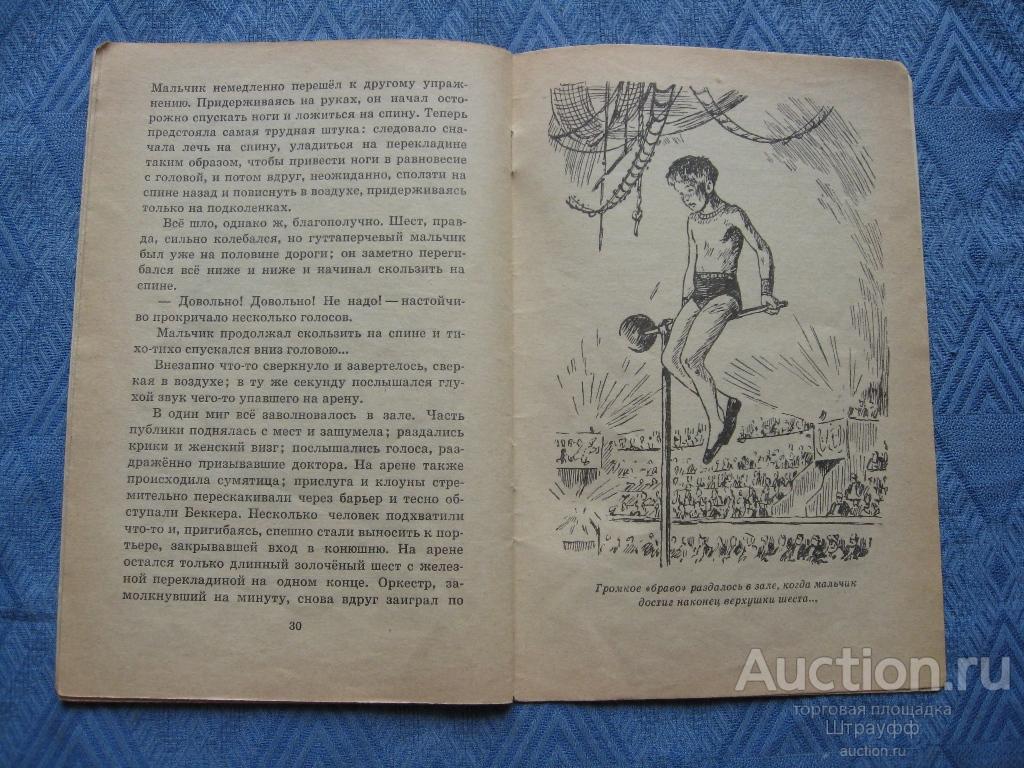 Мальчик немедленно перешёл к другому упраж-
нению. Придерживаясь на руках, он начал осто-
рожно спускать ноги и ложиться на спину. Теперь
предстояла самая трудная штука: следовало сна-
чала лечь на спину, уладиться на перекладине
таким образом, чтобы привести ноги в равновесие
с головой, и потом вдруг, неожиданно, сползти на
спине назад и повиснуть в воздухе, придерживаясь
только на подколенках.
Всё шло, однако ж, благополучно. Шест, прав-
да, сильно колебался, но гуттаперчевый мальчик
был уже на половине дороги; он заметно переги-
бался всё ниже и ниже и начинал скользить на
спине.
— Довольно! Довольно! Не надо! — настойчи-
во прокричало несколько голосов.
Мальчик продолжал скользить на спине и ти-
хо-тихо спускался вниз головою...
Внезапно что-то сверкнуло и завертелось, свер-
кая в воздухе; в ту же секунду послышался глу-
хой звук чего-то упавшего на арену.
В один миг всё заволновалось в зале. Часть
публики поднялась с мест и зашумела; раздались
крики и женский визг; послышались голоса, раз-
дражённо призывавшие доктора. На арене также
происходила сумятица; прислуга и клоуны стре-
мительно перескакивали через барьер и тесно об-
ступали Беккера. Несколько человек подхватили
что-то и, пригибаясь, спешно стали выносить к пор-
тьере, закрывавшей вход в конюшню. На арене
остался только длинный золочёный шест с желез-
ной перекладиной на одном конце. Оркестр, за-
молкнувший на минуту, снова вдруг заиграл по
30
Громкое «браво» раздалось в зале, когда мальчик
достиг наконец верхушки шеста...
Auction.ru
торговая площадка
Штрауфф
auction.ru